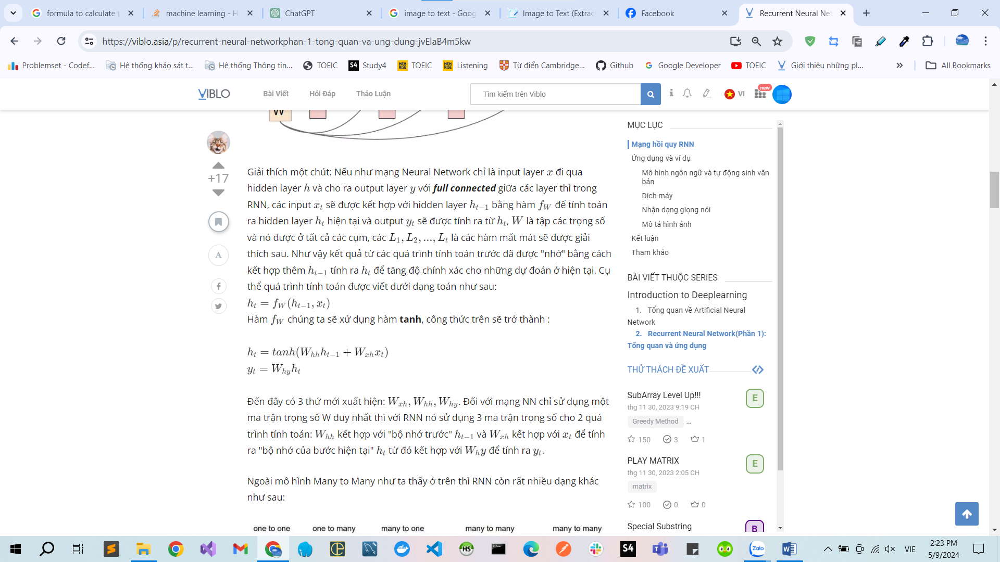 formula to calculate t
machine learning - H
ChatGPT
image to text - Goog
Image to Text (Extrac
Facebook
Recurrent Neural Net
https://viblo.asia/p/recurrent-neural-networkphan-1-tong-quan-va-ung-dung-jvElaB4m5kw
Problemset - Codef...
Hệ thống khảo sát t...
Hệ thống Thông tin...
TOEIC
S4 Study4
MEM RISE TOEIC
MEM RISE Listening
Từ điển Cambridge...
Github
Google Developer
TOEIC
Giới thiệu những pl...
All Bookmarks
VIBLO
Bài Viết
Hỏi Đáp
Thảo Luận
Tìm kiếm trên Viblo
VI
new
W
+17
A
Giải thích một chút: Nếu như mạng Neural Network chỉ là input layer x đi qua
hidden layer h và cho ra output layer y với full connected giữa các layer thì trong
RNN, các input x_t sẽ được kết hợp với hidden layer h_{t−1} bằng hàm f_W để tính toán
ra hidden layer h_t hiện tại và output y_t sẽ được tính ra từ h_t, W là tập các trọng số
và nó được ở tất cả các cụm, các L_1, L_2, ..., L_t là các hàm mất mát sẽ được giải
thích sau. Như vậy kết quả từ các quá trình tính toán trước đã được "nhớ" bằng cách
kết hợp thêm h_{t−1} tính ra h_t để tăng độ chính xác cho những dự đoán ở hiện tại. Cụ
thể quá trình tính toán được viết dưới dạng toán như sau:
h_t = f_W(h_{t−1}, x_t)
Hàm f_W chúng ta sẽ xử dụng hàm tanh, công thức trên sẽ trở thành :
h_t = tanh(W_{hh}h_{t−1} + W_{xh}x_t)
y_t = W_{hy}h_t
Đến đây có 3 thứ mới xuất hiện: W_{xh}, W_{hh}, W_{hy}. Đối với mạng NN chỉ sử dụng một
ma trận trọng số W duy nhất thì với RNN nó sử dụng 3 ma trận trọng số cho 2 quá
trình tính toán: W_{hh} kết hợp với "bộ nhớ trước" h_{t−1} và W_{xh} kết hợp với x_t để tính
ra "bộ nhớ của bước hiện tại" h_t từ đó kết hợp với W_hy để tính ra y_t.
Ngoài mô hình Many to Many như ta thấy ở trên thì RNN còn rất nhiều dạng khác
như sau:
one to one
one to many
many to one
many to many
many to many
MỤC LỤC
Mạng hồi quy RNN
Ứng dụng và ví dụ
Mô hình ngôn ngữ và tự động sinh văn
bản
Dịch máy
Nhận dạng giọng nói
Mô tả hình ảnh
Kết luận
Tham khảo
BÀI VIẾT THUỘC SERIES
Introduction to Deeplearning
1. Tổng quan về Artificial Neural
Network
2. Recurrent Neural Network(Phần 1):
Tổng quan và ứng dụng
THỬ THÁCH ĐỀ XUẤT
SubArray Level Up!!!
E
thg 11 30, 2023 9:19 CH
Greedy Method ...
150 3 1
PLAY MATRIX
E
thg 11 30, 2023 2:05 CH
matrix
100 0 0
Special Substring
B
HS
S4
Zalo
VIE
2:23 PM
5/9/2024